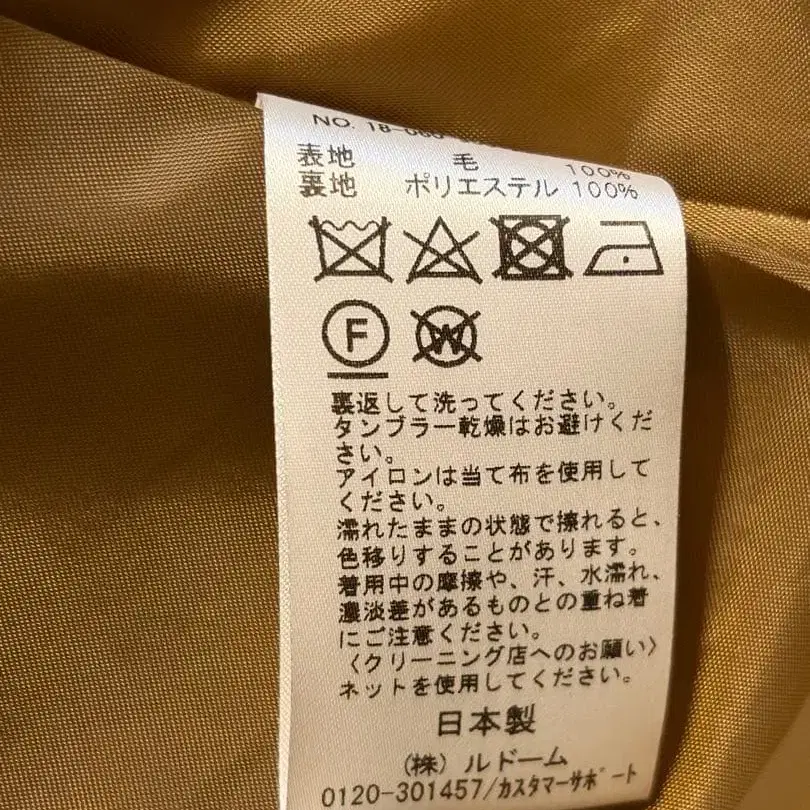 NO. 18-060
表地 毛 100%
裏地 ポリエステル 100%
F
W
裏返して洗ってください。
タンブラー乾燥はお避けくだ
さい。
アイロンは当て布を使用して
ください。
濡れたままの状態で擦れると、
色移りすることがあります。
着用中の摩擦や、汗、水濡れ、
濃淡差があるものとの重ね着
にご注意ください。
〈クリーニング店へのお願い〉
ネットを使用してください。
日本製
(株) ルドーム
0120-301457/カスタマーサポート